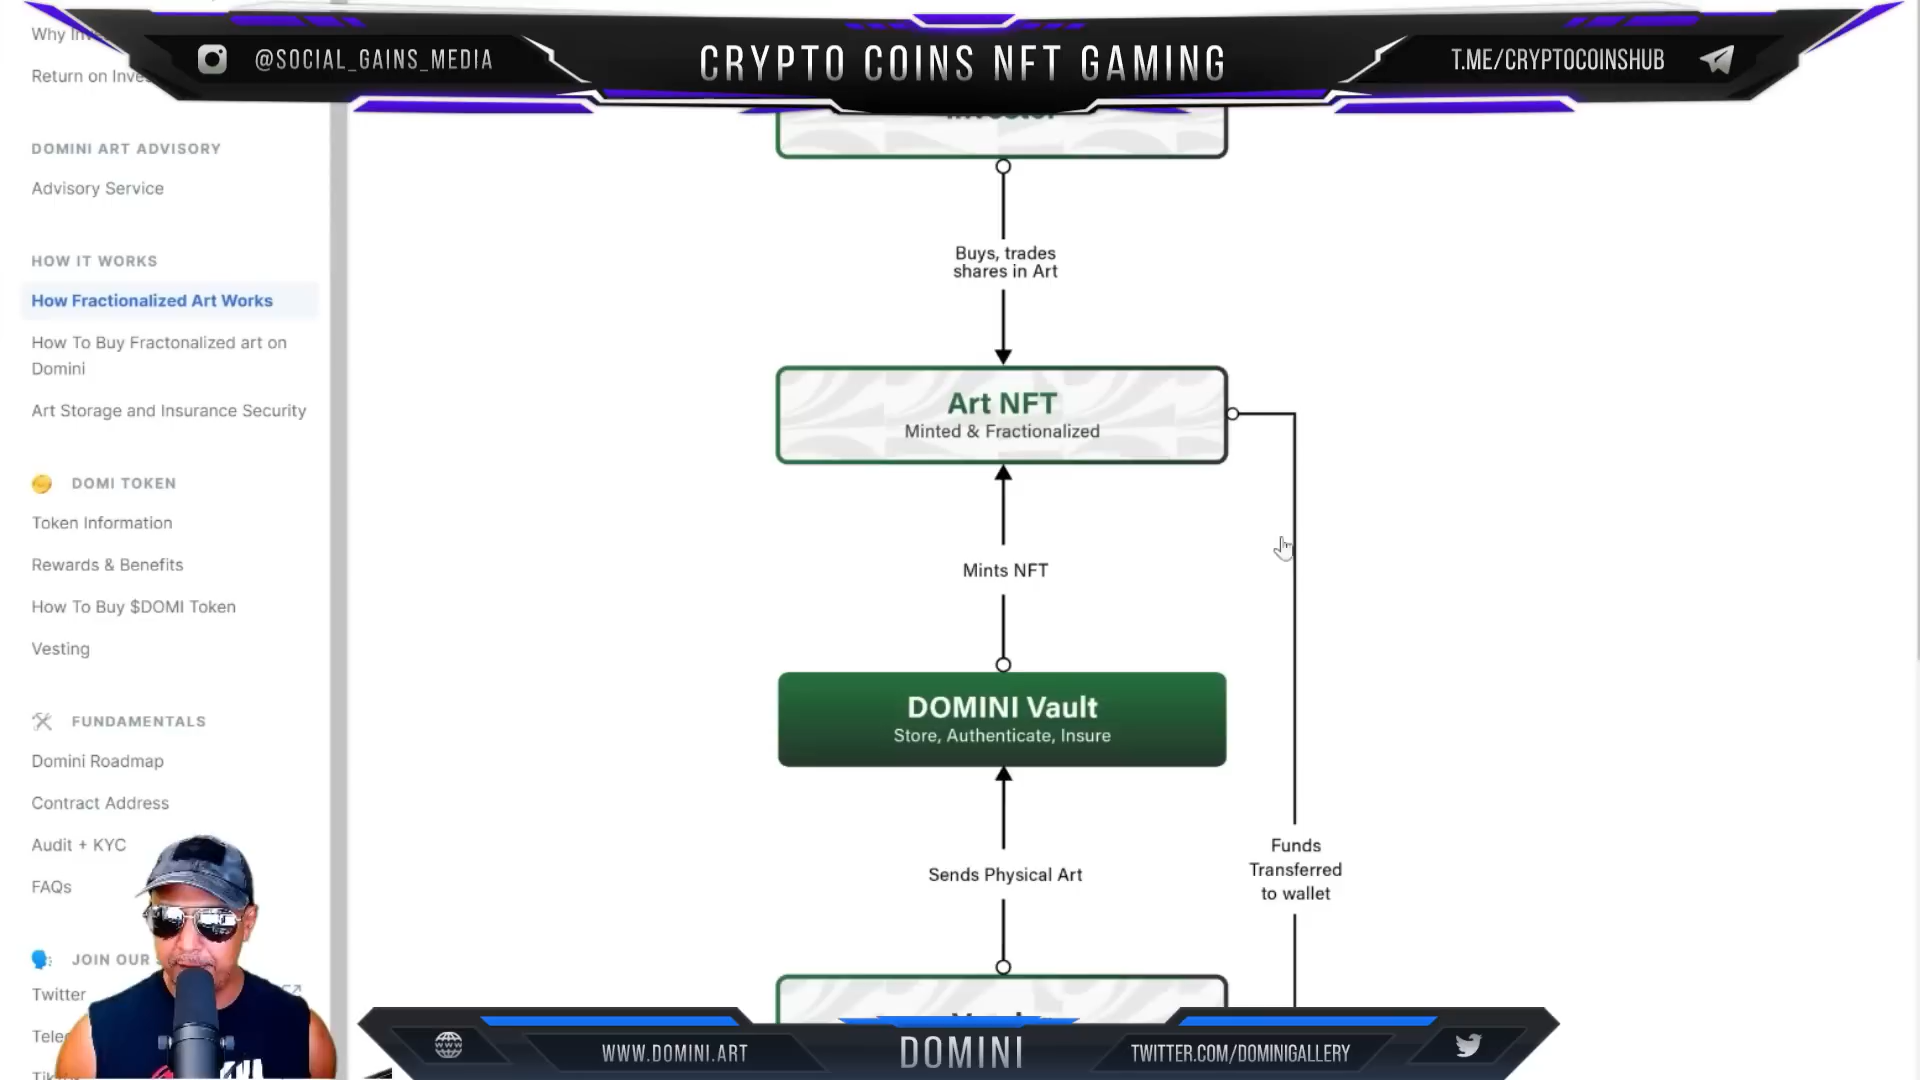 @SOCIAL_GAINS_MEDIA
CRYPTO COINS NFT GAMING
T.ME/CRYPTOCOINSHUB
Why
Return on
DOMINI ART ADVISORY
Advisory Service
HOW IT WORKS
How Fractionalized Art Works
How To Buy Fractonalized art on
Domini
Art Storage and Insurance Security
DOMI TOKEN
Token Information
Rewards & Benefits
How To Buy $DOMI Token
Vesting
FUNDAMENTALS
Domini Roadmap
Contract Address
Audit + KYC
FAQs
JOIN OUR
Twitter
Buys, trades
shares in Art
Art NFT
Minted & Fractionalized
Mints NFT
DOMINI Vault
Store, Authenticate, Insure
Sends Physical Art
Funds
Transferred
to wallet
WWW.DOMINI.ART
DOMINI
TWITTER.COM/DOMINIGALLERY